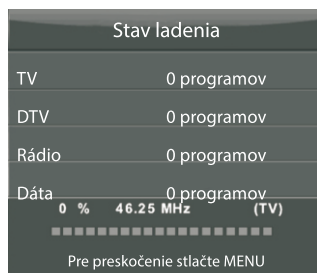 Stav ladenia
TV 0 programov
DTV 0 programov
Rádio 0 programov
Dáta 0 programov
0 % 46.25 MHz (TV)
Pre preskočenie stlačte MENU